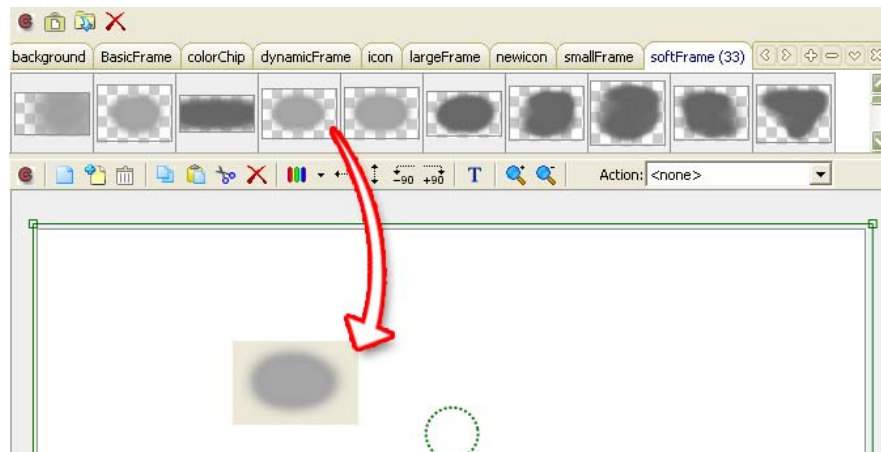 background BasicFrame colorChip dynamicFrame icon largeFrame newicon smallFrame softFrame (33)
-90 +90 T Action: <none>